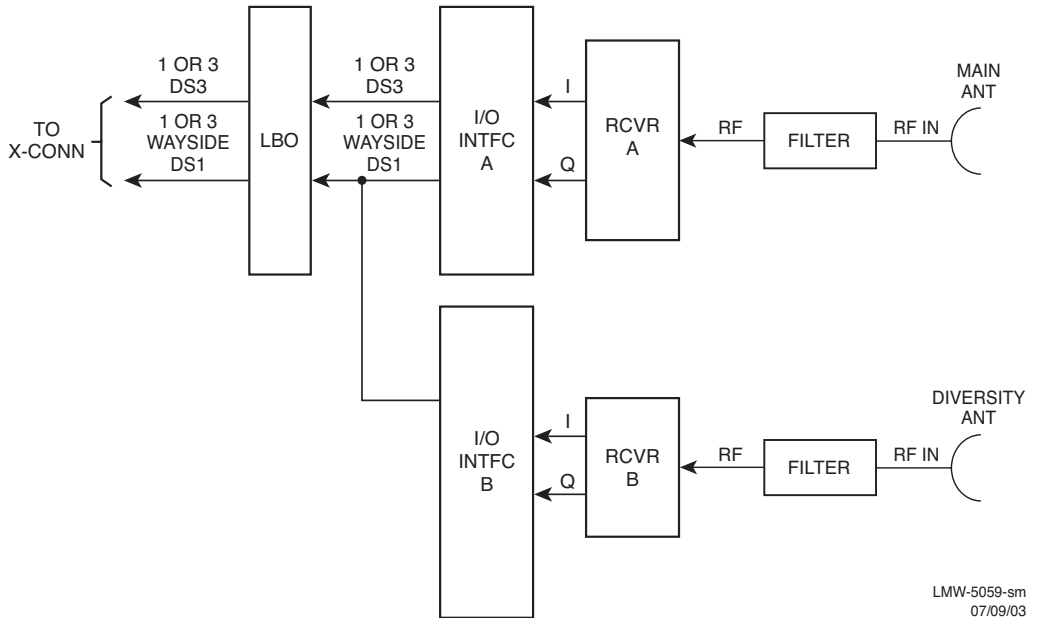 TO
X-CONN
1 OR 3
DS3
1 OR 3
WAYSIDE
DS1
LBO
1 OR 3
DS3
1 OR 3
WAYSIDE
DS1
I/O
INTFC
A
I
Q
RCVR
A
RF
FILTER
RF IN
MAIN
ANT
I/O
INTFC
B
I
Q
RCVR
B
RF
FILTER
RF IN
DIVERSITY
ANT
LMW-5059-sm
07/09/03